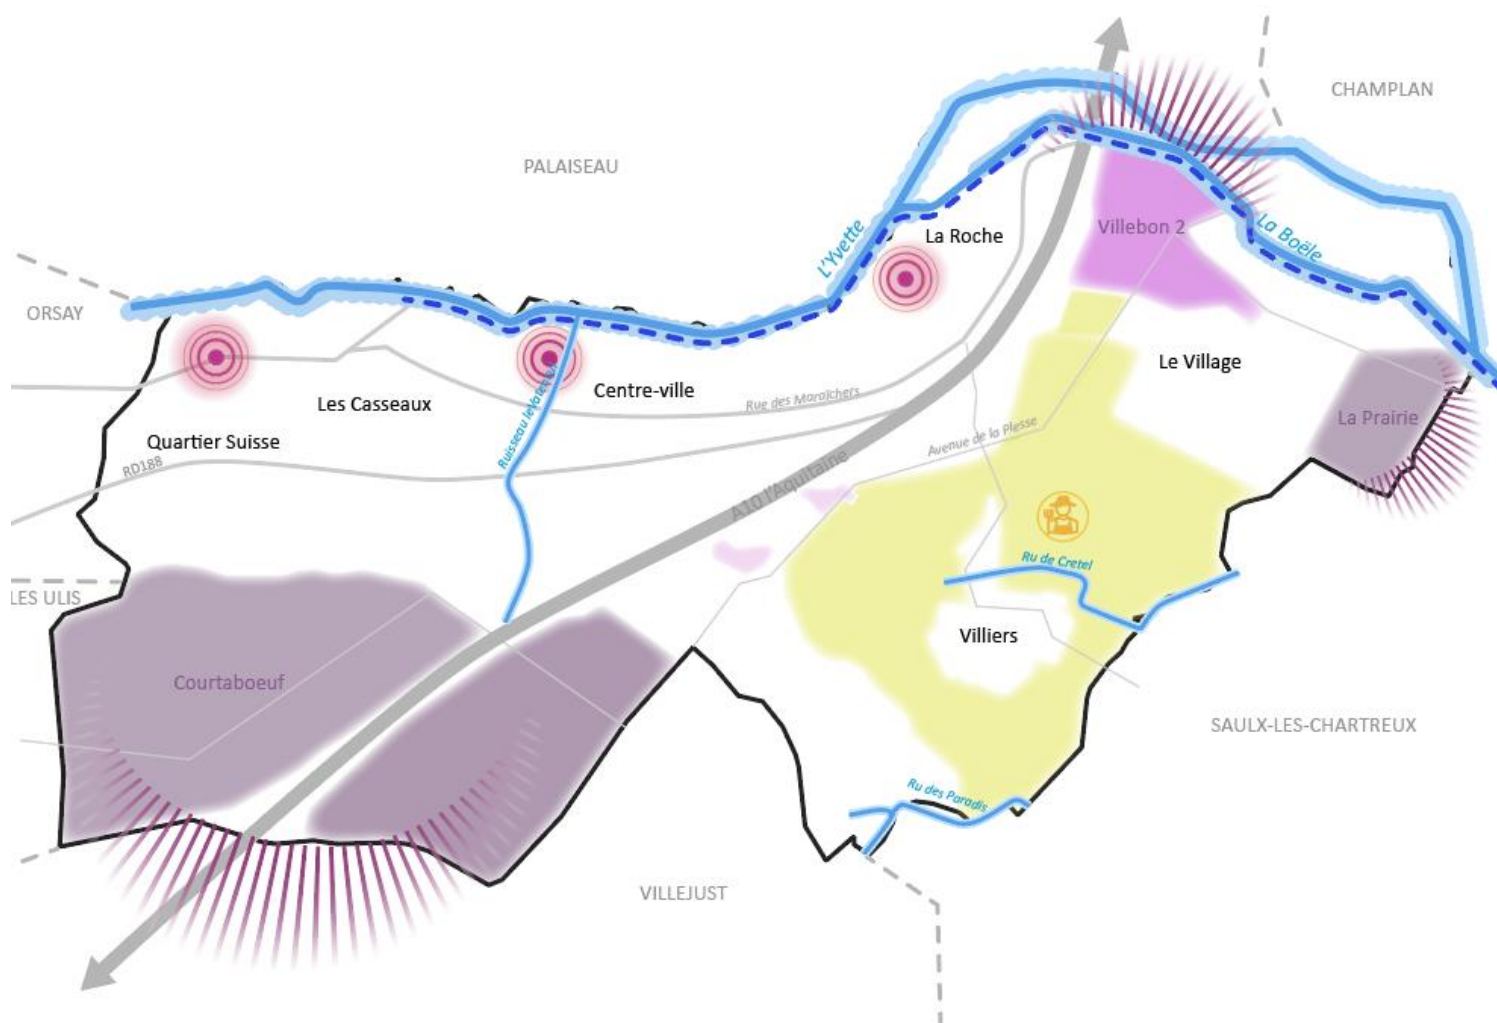 CHAMPLAN
PALAISEAU
L'Yvette
La Roche
Villebon 2
La Boële
ORSAY
Le Village
Centre-ville
Les Casseaux
Rue des Maraîchers
La Prairie
Quartier Suisse
RD188
Ruisseau le
Avenue de la Plesse
A10 l'Aquitaine
Ru de Cretel
LES ULIS
Villiers
Courtaboeuf
SAULX-LES-CHARTREUX
Ru des Paradis
VILLEJUST